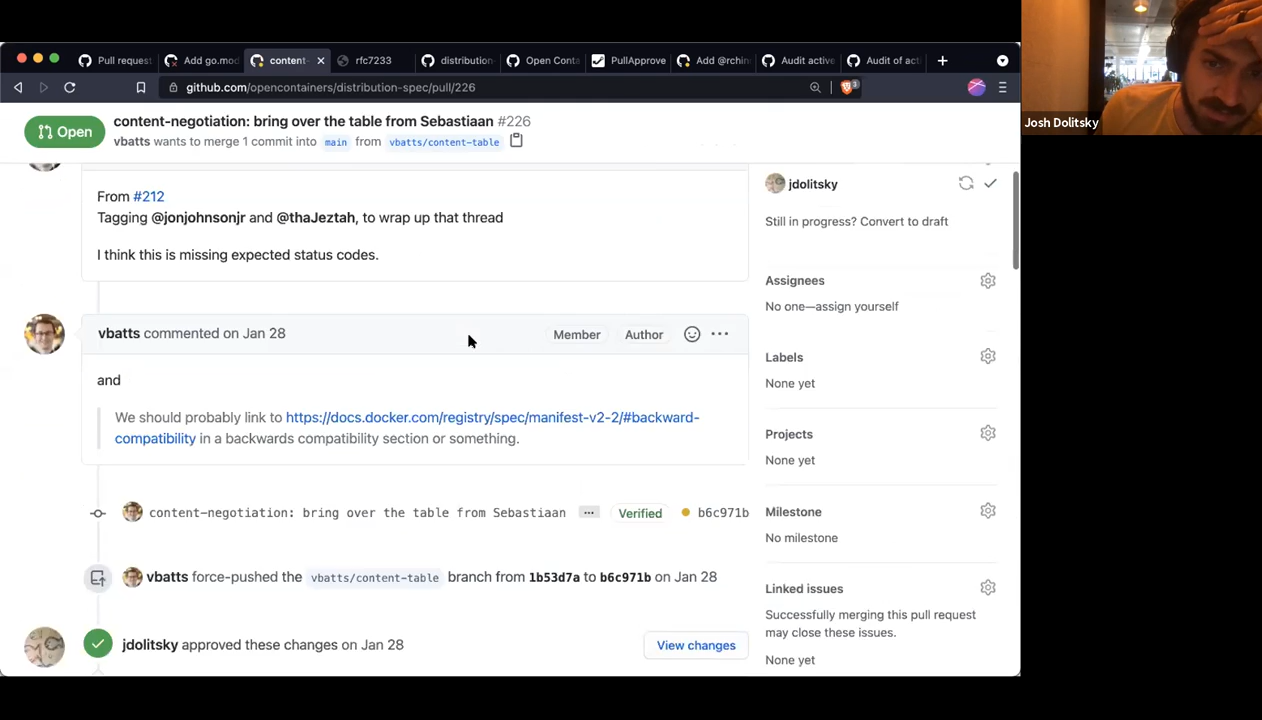 Pull request
Add go.mod
content-
rfc7233
distribution-
Open Conta
PullApprove
Add @rchin
Audit active
Audit of acti
github.com/opencontainers/distribution-spec/pull/226
3
Josh Dolitsky
Open
content-negotiation: bring over the table from Sebastiaan #226
vbatts wants to merge 1 commit into main from vbatts/content-table
From #212
Tagging @jonjohnsonjr and @thaJeztah, to wrap up that thread
I think this is missing expected status codes.
vbatts commented on Jan 28
Member
Author
and
We should probably link to https://docs.docker.com/registry/spec/manifest-v2-2/#backward-
compatibility in a backwards compatibility section or something.
content-negotiation: bring over the table from Sebastiaan
Verified
b6c971b
vbatts force-pushed the vbatts/content-table branch from 1b53d7a to b6c971b on Jan 28
jdolitsky approved these changes on Jan 28
View changes
jdolitsky
Still in progress? Convert to draft
Assignees
No one—assign yourself
Labels
None yet
Projects
None yet
Milestone
No milestone
Linked issues
Successfully merging this pull request
may close these issues.
None yet